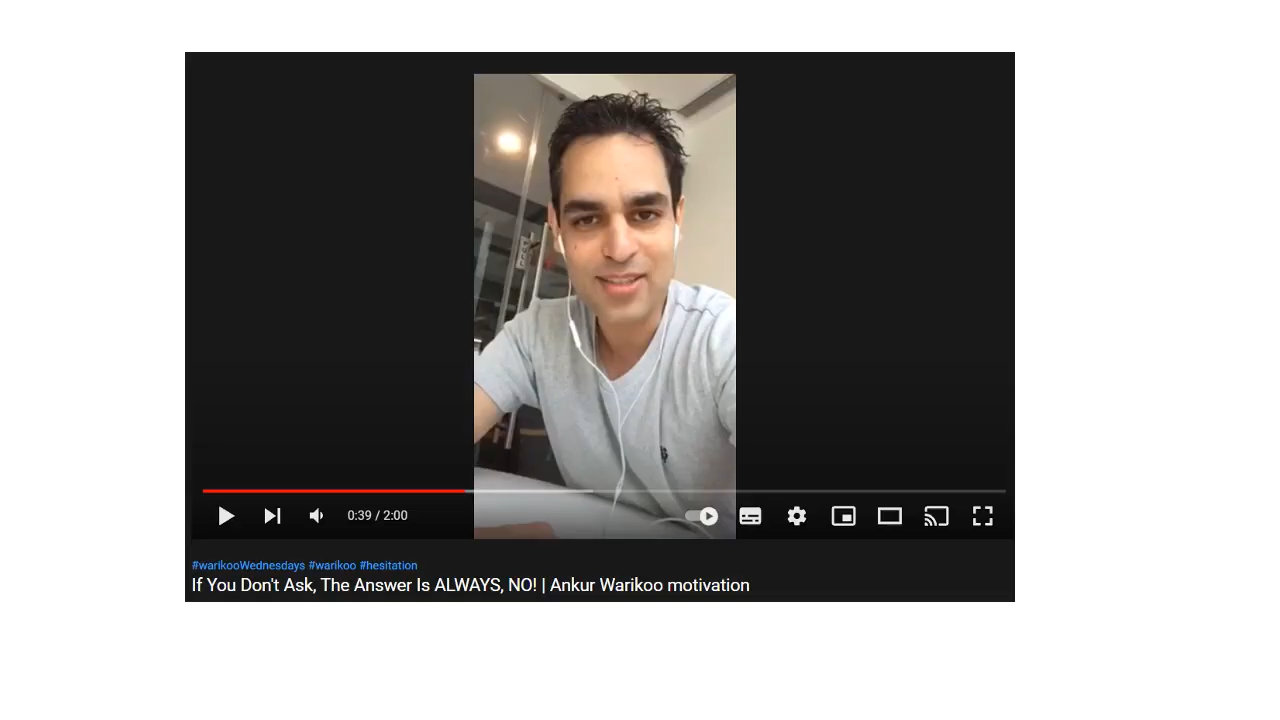 0:39 / 2:00
#warikooWednesdays #warikoo #hesitation
If You Don't Ask, The Answer Is ALWAYS, NO! | Ankur Warikoo motivation